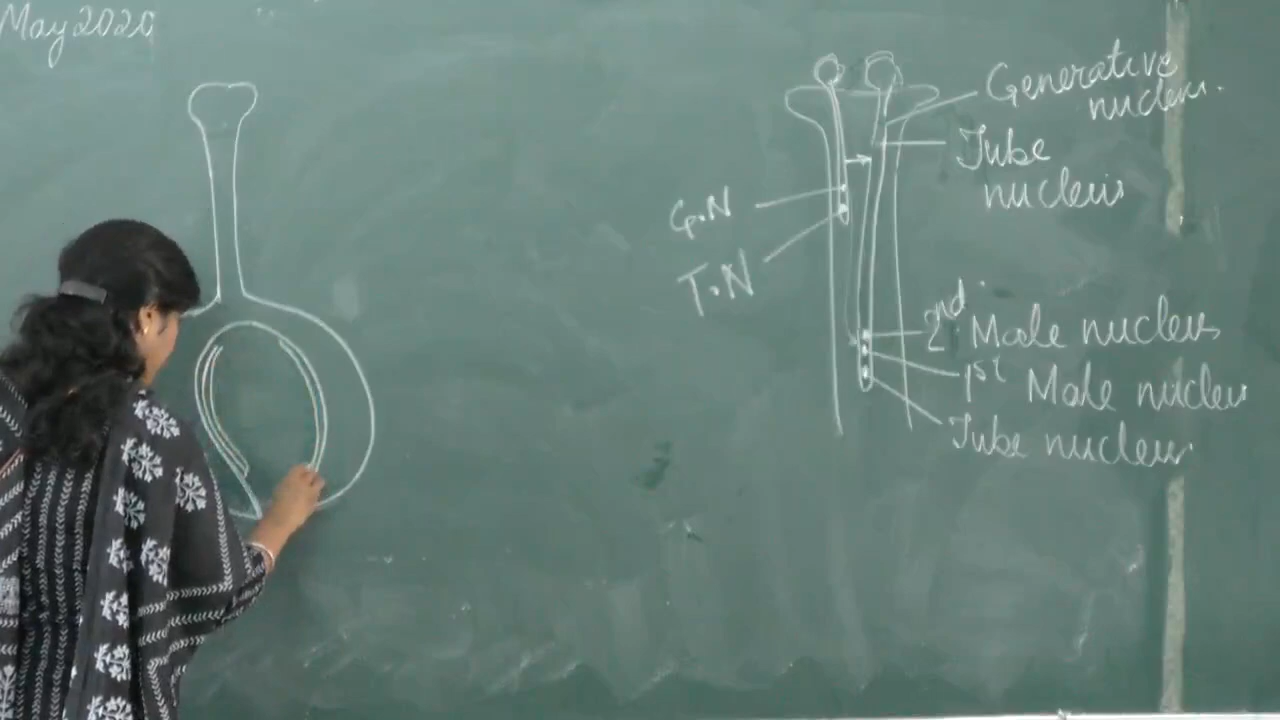 May 2020
Generative
nucleus.
Tube
nucleus
G.N
T.N
2nd Male nucleus
1st Male nucleus
Tube nucleus